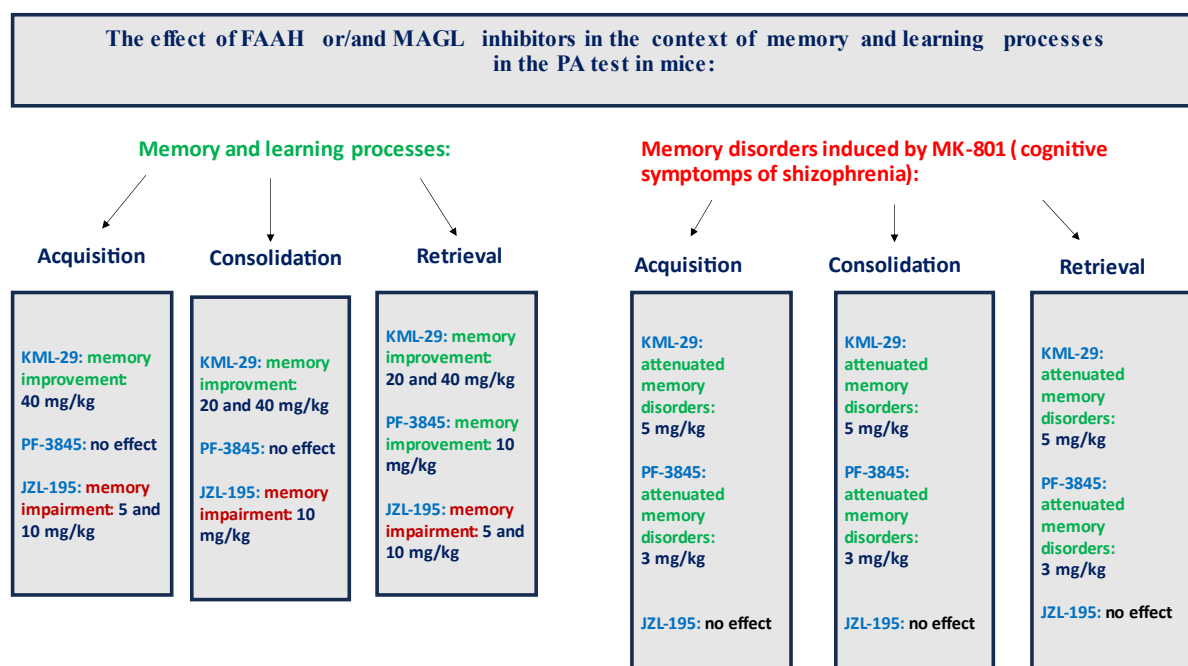 The effect of FAAH or/and MAGL inhibitors in the context of memory and learning processes
in the PA test in mice:
Memory and learning processes:
Acquisition
Consolidation
Retrieval
KML-29: memory
improvement:
40 mg/kg
PF-3845: no effect
JZL-195: memory
impairment: 5 and
10 mg/kg
KML-29: memory
improvment:
20 and 40 mg/kg
PF-3845: no effect
JZL-195: memory
impairment: 10
mg/kg
KML-29: memory
improvement:
20 and 40 mg/kg
PF-3845: memory
improvement: 10
mg/kg
JZL-195: memory
impairment: 5 and
10 mg/kg
Memory disorders induced by MK-801 ( cognitive
symptomps of shizophrenia):
Acquisition
Consolidation
Retrieval
KML-29:
attenuated
memory
disorders:
5 mg/kg
PF-3845:
attenuated
memory
disorders:
3 mg/kg
JZL-195: no effect
KML-29:
attenuated
memory
disorders:
5 mg/kg
PF-3845:
attenuated
memory
disorders:
3 mg/kg
JZL-195: no effect
KML-29:
attenuated
memory
disorders:
5 mg/kg
PF-3845:
attenuated
memory
disorders:
3 mg/kg
JZL-195: no effect